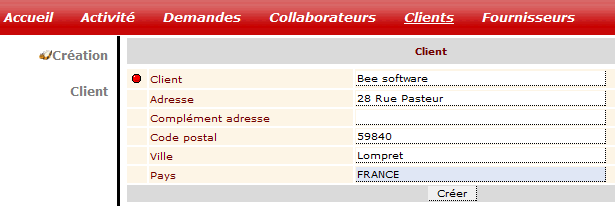 Accueil Activité Demandes Collaborateurs Clients Fournisseurs
Création
Client
Client
Client Bee software
Adresse 28 Rue Pasteur
Complément adresse
Code postal 59840
Ville Lompret
Pays FRANCE
Créer